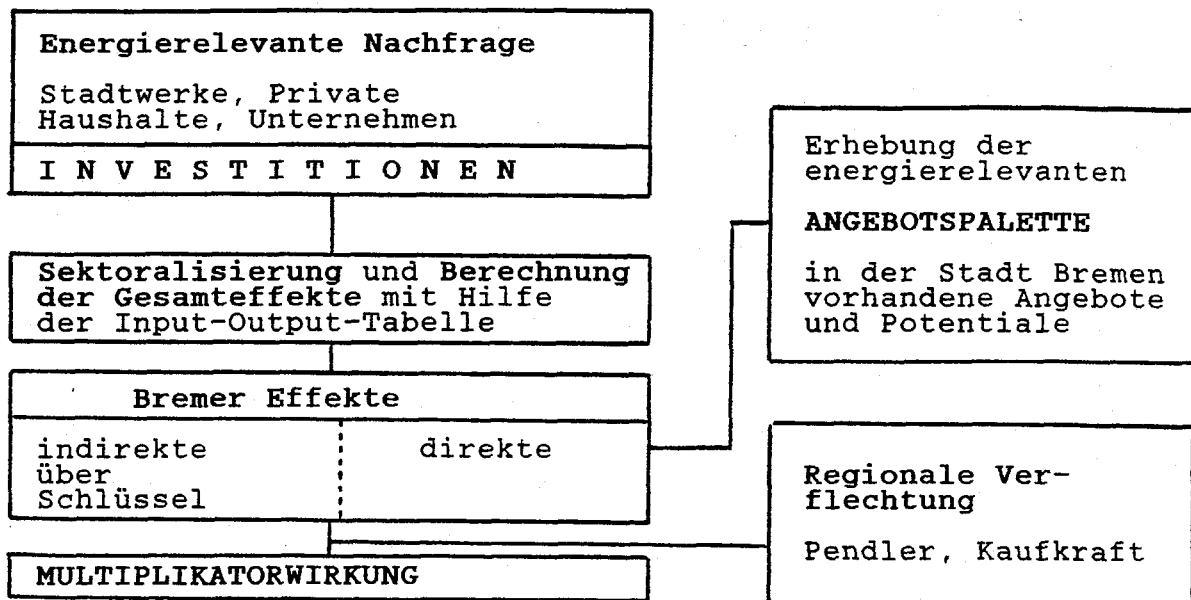 Energierelevante Nachfrage
Stadtwerke, Private
Haushalte, Unternehmen
I N V E S T I T I O N E N
Sektoralisierung und Berechnung
der Gesamteffekte mit Hilfe
der Input-Output-Tabelle
Bremer Effekte
indirekte
über
Schlüssel
direkte
MULTIPLIKATORWIRKUNG
Erhebung der
energierelevanten
ANGEBOTSPALETTE
in der Stadt Bremen
vorhandene Angebote
und Potentiale
Regionale Ver-
flechtung
Pendler, Kaufkraft